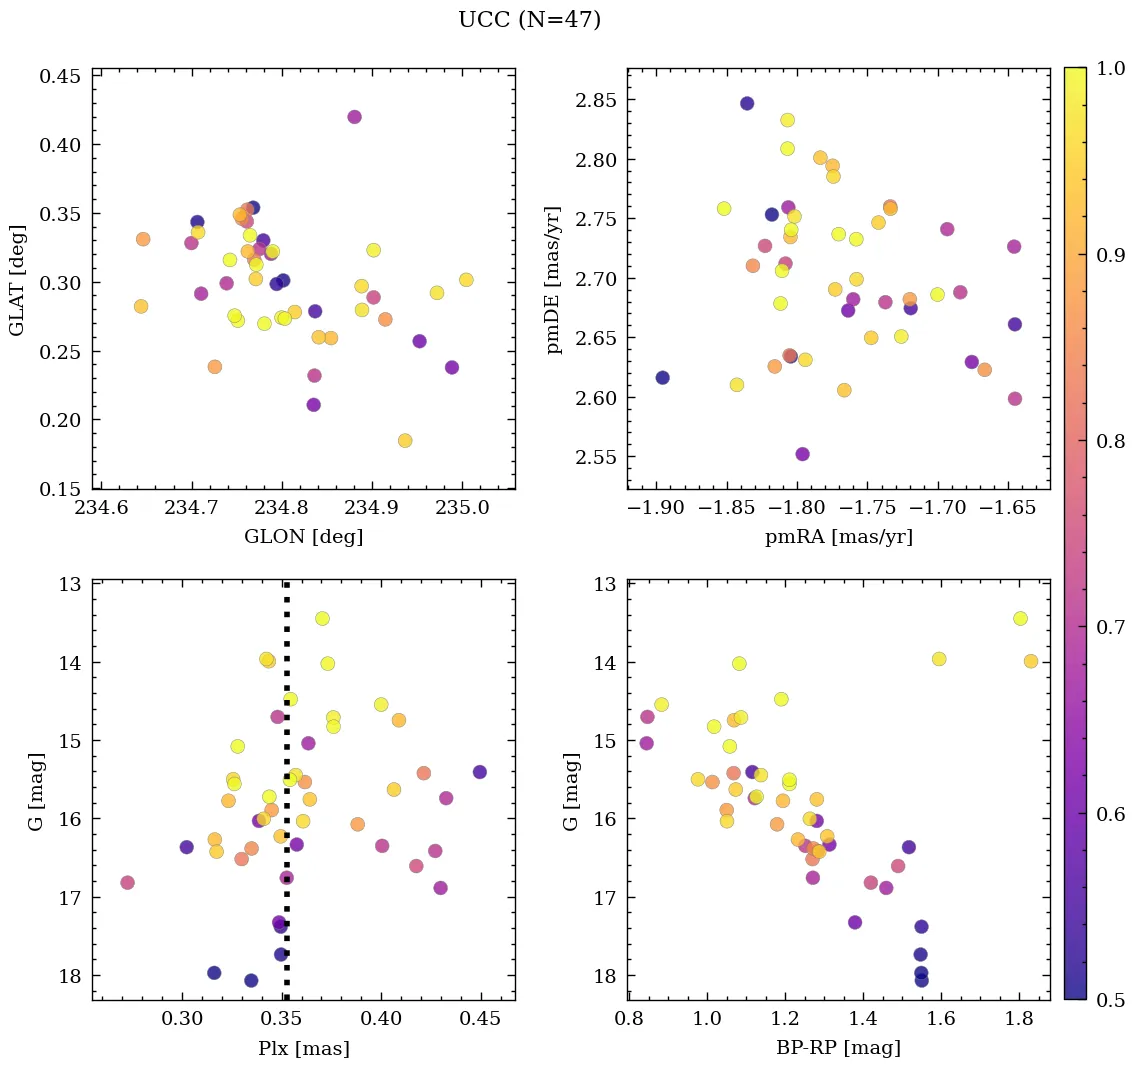 UCC (N=47)
0.45
0.40
0.35
0.30
0.25
0.20
0.15
GLAT [deg]
234.6 234.7 234.8 234.9 235.0
GLON [deg]
2.85
2.80
2.75
2.70
2.65
2.60
2.55
pmDE [mas/yr]
−1.90 −1.85 −1.80 −1.75 −1.70 −1.65
pmRA [mas/yr]
13
14
15
16
17
18
G [mag]
0.30 0.35 0.40 0.45
Plx [mas]
13
14
15
16
17
18
G [mag]
0.8 1.0 1.2 1.4 1.6 1.8
BP-RP [mag]
1.0
0.9
0.8
0.7
0.6
0.5